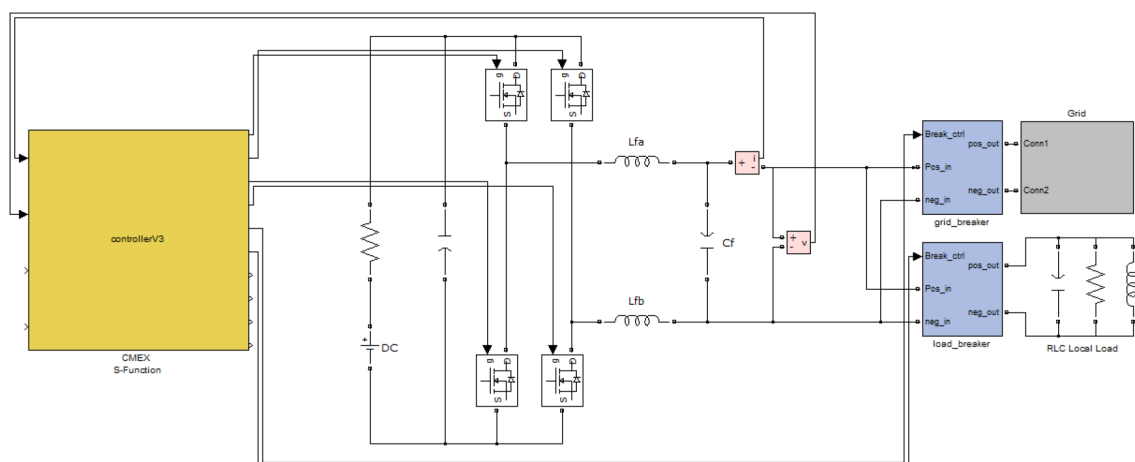 controllerV3
CMEX
S-Function
g
G
S
g
G
S
g
G
S
g
G
S
DC
+
Lfa
Lfb
Cf
+
-
i
+
-
v
Break_ctrl
Pos_in
neg_in
pos_out
neg_out
grid_breaker
Grid
Conn1
Conn2
Break_ctrl
Pos_in
neg_in
pos_out
neg_out
load_breaker
RLC Local Load